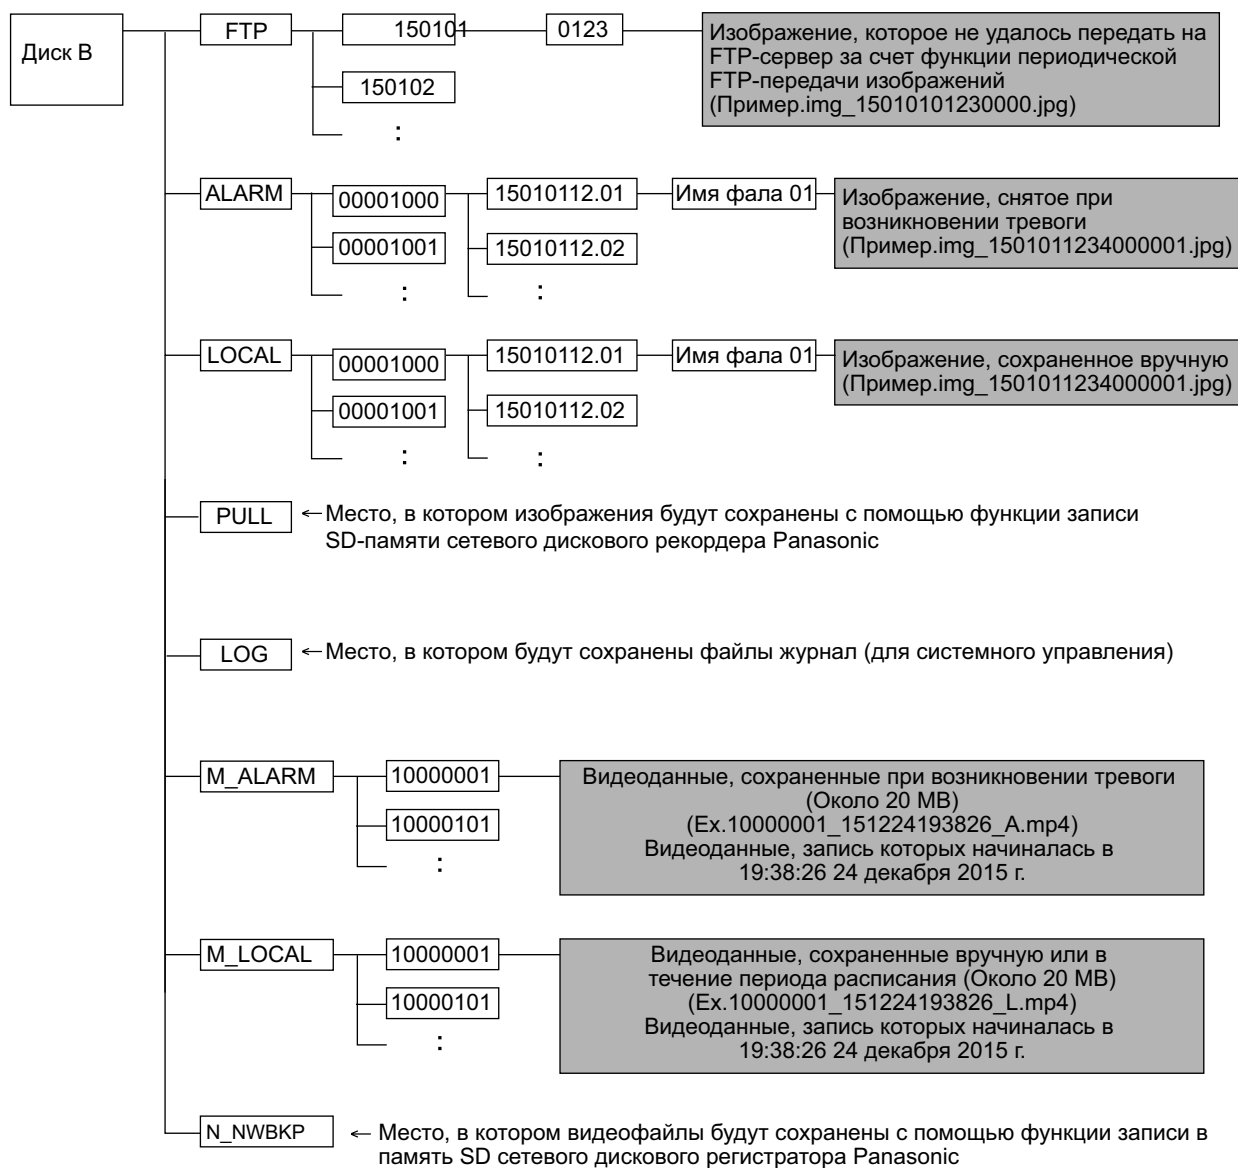 Диск B
FTP
150101
0123
Изображение, которое не удалось передать на
FTP-сервер за счет функции периодической
FTP-передачи изображений
(Пример.img_15010101230000.jpg)
150102
:
ALARM
00001000
15010112.01
Имя фала 01
Изображение, снятое при
возникновении тревоги
(Пример.img_1501011234000001.jpg)
00001001
15010112.02
:
:
LOCAL
00001000
15010112.01
Имя фала 01
Изображение, сохраненное вручную
(Пример.img_1501011234000001.jpg)
00001001
15010112.02
:
:
PULL
← Место, в котором изображения будут сохранены с помощью функции записи
SD-памяти сетевого дискового рекордера Panasonic
LOG
← Место, в котором будут сохранены файлы журнал (для системного управления)
M_ALARM
10000001
Видеоданные, сохраненные при возникновении тревоги
(Около 20 MB)
(Ex.10000001_151224193826_A.mp4)
Видеоданные, запись которых начиналась в
19:38:26 24 декабря 2015 г.
10000101
:
M_LOCAL
10000001
Видеоданные, сохраненные вручную или в
течение периода расписания (Около 20 MB)
(Ex.10000001_151224193826_L.mp4)
Видеоданные, запись которых начиналась в
19:38:26 24 декабря 2015 г.
10000101
:
N_NWBKP
← Место, в котором видеофайлы будут сохранены с помощью функции записи в
память SD сетевого дискового регистратора Panasonic